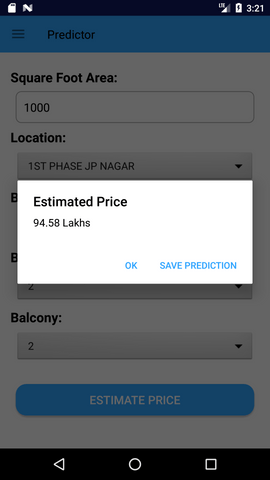 LTE 3:21
Predictor
Square Foot Area:
1000
Location:
1ST PHASE JP NAGAR
B
Estimated Price
94.58 Lakhs
OK SAVE PREDICTION
B
2
Balcony:
2
ESTIMATE PRICE